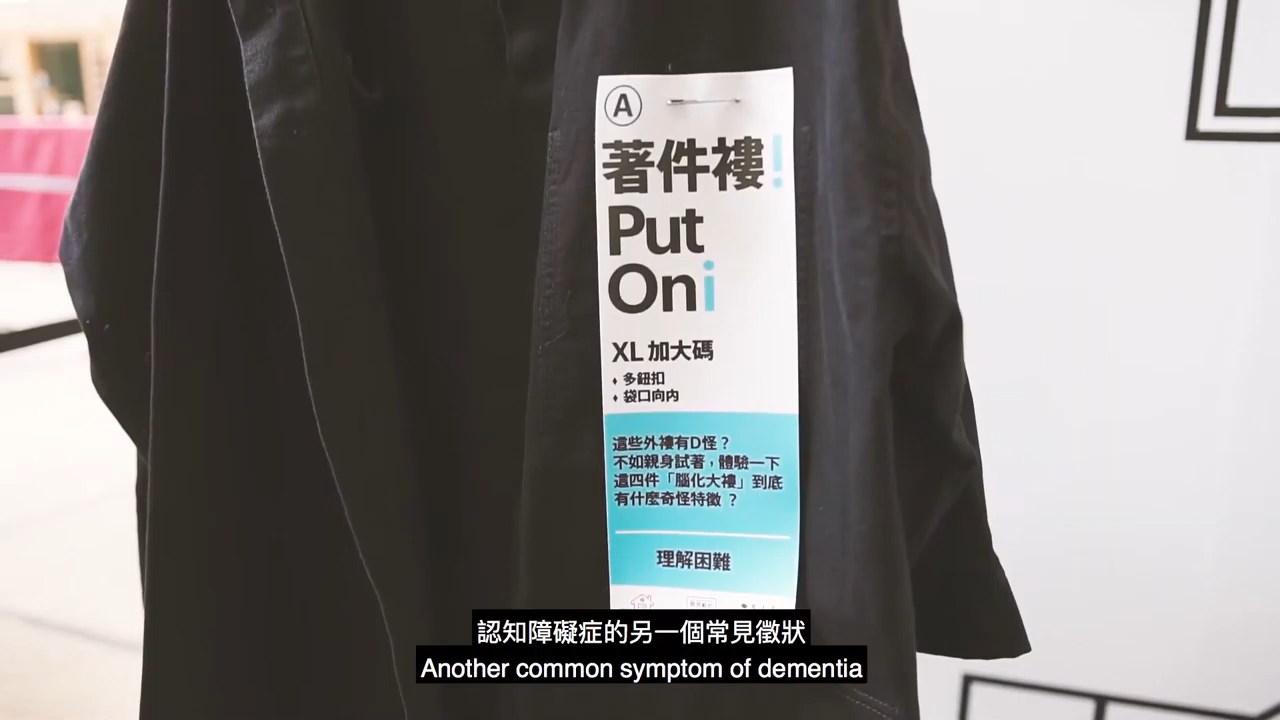 A
著件褸!
Put
On¡
XL 加大碼
♦ 多鈕扣
♦ 袋口向內
這些外褸有D怪？
不如親身試著，體驗一下
這四件「腦化大褸」到底
有什麼奇怪特徵 ？
理解困難
認知障礙症的另一個常見徵狀
Another common symptom of dementia